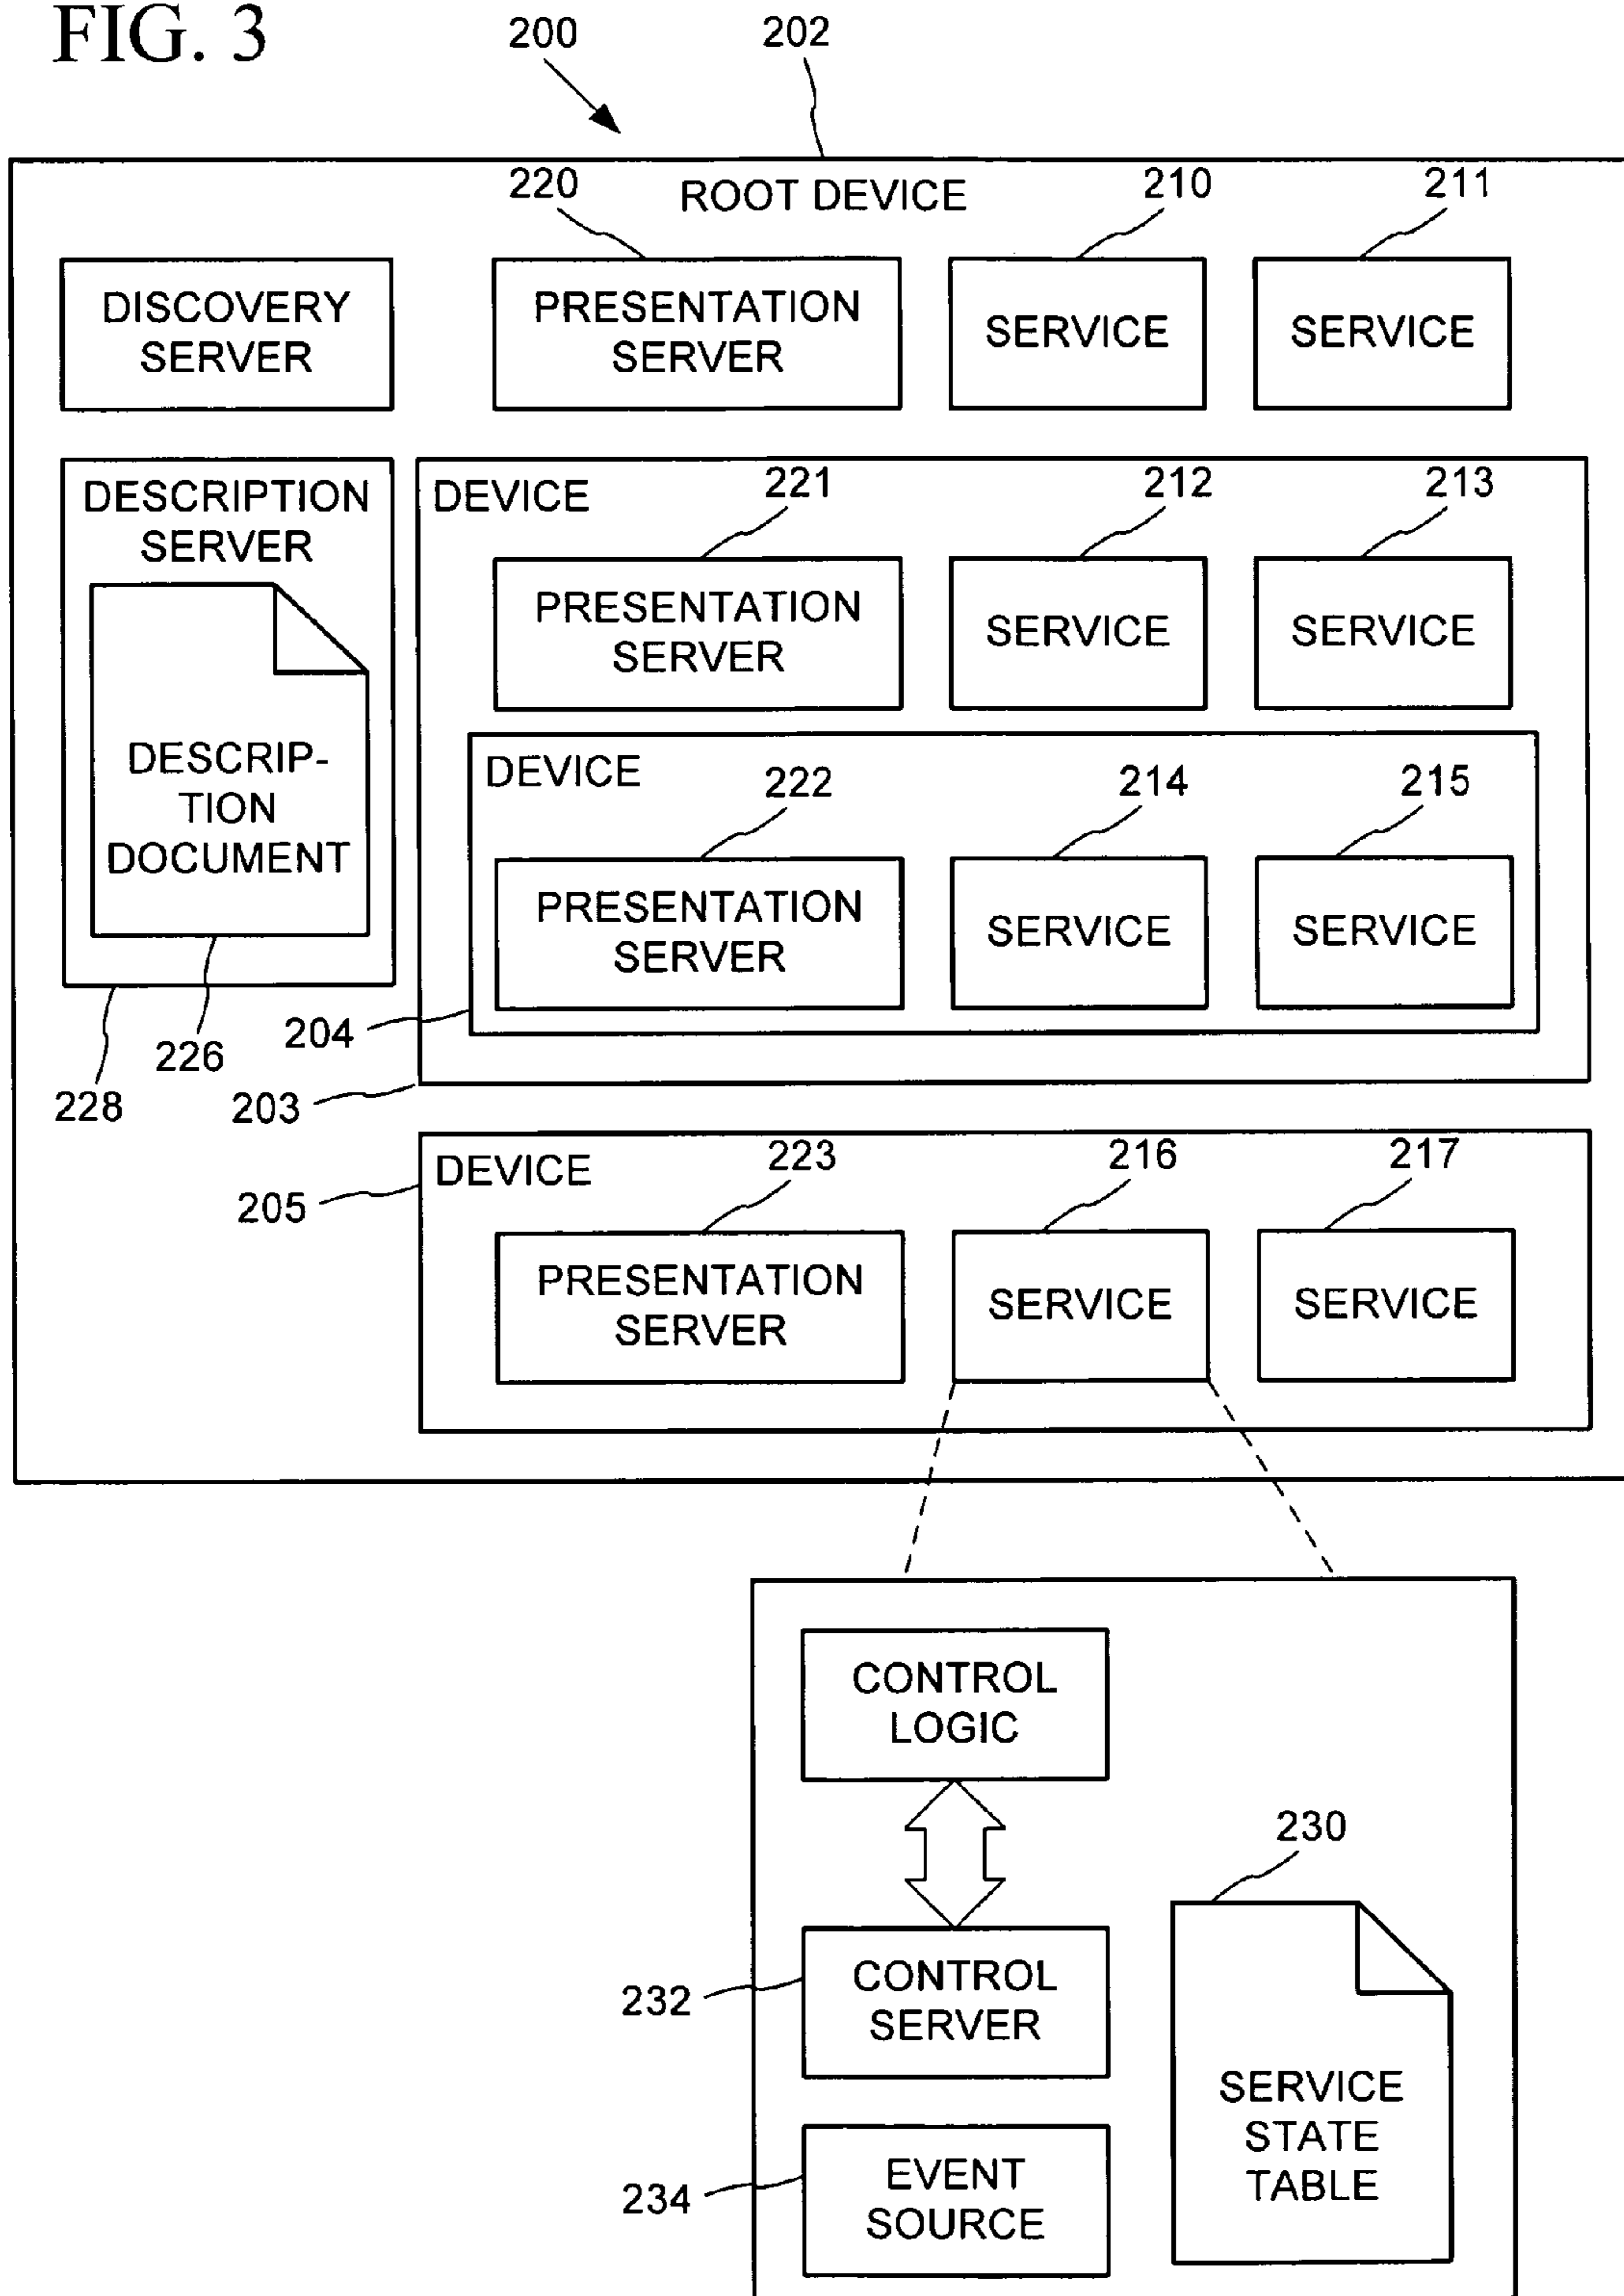 FIG. 3
200
202
ROOT DEVICE
220
210
211
DISCOVERY
SERVER
PRESENTATION
SERVER
SERVICE
SERVICE
DESCRIPTION
SERVER
DESCRIP-
TION
DOCUMENT
226
228
DEVICE
221
212
213
PRESENTATION
SERVER
SERVICE
SERVICE
DEVICE
222
214
215
PRESENTATION
SERVER
SERVICE
SERVICE
204
203
DEVICE
205
223
216
217
PRESENTATION
SERVER
SERVICE
SERVICE
CONTROL
LOGIC
230
232
CONTROL
SERVER
SERVICE
STATE
TABLE
234
EVENT
SOURCE